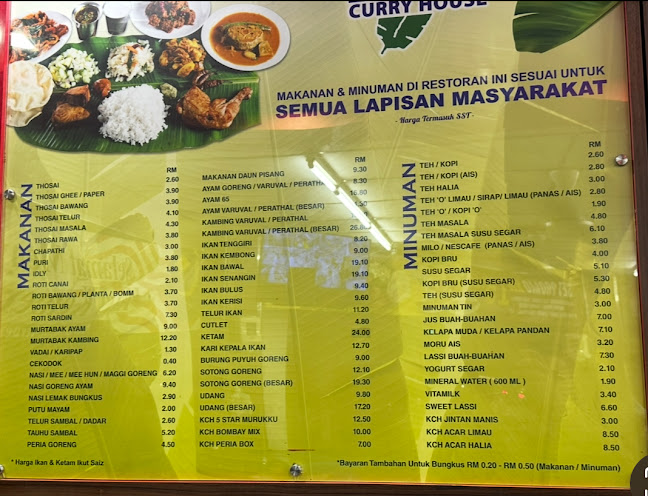 CURRY HOUSE
MAKANAN & MINUMAN DI RESTORAN INI SESUAI UNTUK
SEMUA LAPISAN MASYARAKAT
- Harga Termasuk SST -
MAKANAN
RM
THOSAI 2.80
THOSAI GHEE / PAPER 3.90
THOSAI BAWANG 3.90
THOSAI TELUR 4.10
THOSAI MASALA 4.30
THOSAI RAWA 3.80
CHAPATHI 3.00
PURI 3.80
IDLY 1.80
ROTI CANAI 2.10
ROTI BAWANG / PLANTA / BOMM 3.70
ROTI TELUR 3.70
ROTI SARDIN 7.30
MURTABAK AYAM 9.00
MURTABAK KAMBING 12.20
VADAI / KARIPAP 1.30
CEKODOK 0.40
NASI / MEE / MEE HUN / MAGGI GORENG 6.20
NASI GORENG AYAM 9.40
NASI LEMAK BUNGKUS 2.90
PUTU MAYAM 2.00
TELUR SAMBAL / DADAR 2.60
TAUHU SAMBAL 5.20
PERIA GORENG 4.50
* Harga Ikan & Ketam Ikut Saiz
RM
MAKANAN DAUN PISANG 9.30
AYAM GORENG / VARUVAL / PERATHAL 8.30
AYAM 65 16.80
AYAM VARUVAL / PERATHAL (BESAR)
KAMBING VARUVAL / PERATHAL
KAMBING VARUVAL / PERATHAL (BESAR) 26.80
IKAN TENGGIRI 8.20
IKAN KEMBONG 9.00
IKAN BAWAL 19.10
IKAN SENANGIN 19.10
IKAN BULUS 9.40
IKAN KERISI 9.60
TELUR IKAN 11.20
CUTLET 4.80
KETAM 24.00
KARI KEPALA IKAN 12.70
BURUNG PUYUH GORENG 9.00
SOTONG GORENG 12.10
SOTONG GORENG (BESAR) 19.30
UDANG 9.80
UDANG (BESAR) 17.20
KCH 5 STAR MURUKKU 12.50
KCH BOMBAY MIX 10.00
KCH PERIA BOX 7.00
MINUMAN
RM
TEH / KOPI 2.60
TEH / KOPI (AIS) 2.80
TEH HALIA 3.80
TEH 'O' LIMAU / SIRAP/ LIMAU (PANAS / AIS) 2.80
TEH 'O' / KOPI 'O' 1.90
TEH MASALA 4.80
TEH MASALA SUSU SEGAR 6.10
MILO / NESCAFE (PANAS / AIS) 3.80
KOPI BRU 4.00
SUSU SEGAR 5.10
KOPI BRU (SUSU SEGAR) 5.30
TEH (SUSU SEGAR) 4.80
MINUMAN TIN 3.00
JUS BUAH-BUAHAN 7.00
KELAPA MUDA / KELAPA PANDAN 7.10
MORU AIS 3.20
LASSI BUAH-BUAHAN 7.30
YOGURT SEGAR 2.10
MINERAL WATER ( 600 ML ) 1.90
VITAMILK 3.40
SWEET LASSI 6.60
KCH JINTAN MANIS 3.00
KCH ACAR LIMAU 8.50
KCH ACAR HALIA 8.50
*Bayaran Tambahan Untuk Bungkus RM 0.20 - RM 0.50 (Makanan / Minuman)